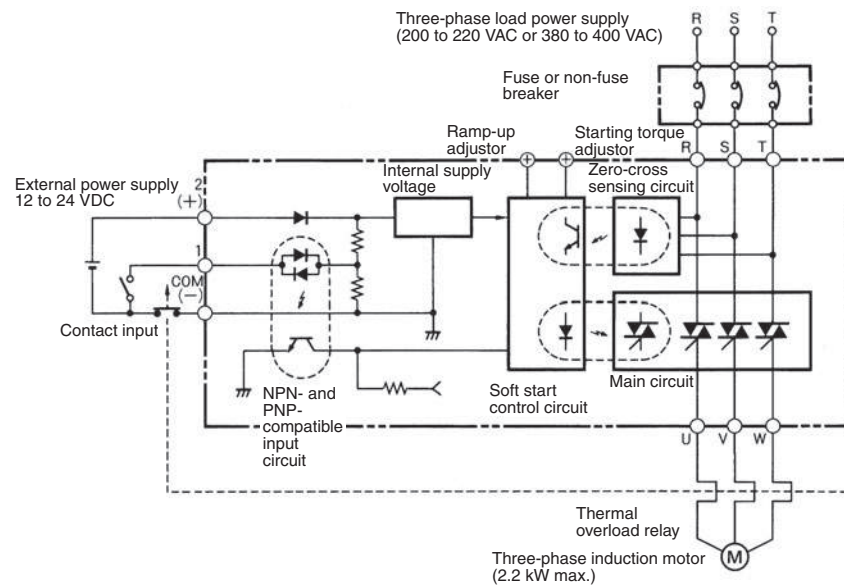 Three-phase load power supply
(200 to 220 VAC or 380 to 400 VAC)
R S T
Fuse or non-fuse
breaker
Ramp-up
adjustor
Starting torque
adjustor
R S T
External power supply
12 to 24 VDC
2
(+)
Internal supply
voltage
Zero-cross
sensing circuit
1
COM
(−)
Contact input
NPN- and
PNP-
compatible
input
circuit
Soft start
control circuit
Main circuit
U V W
Thermal
overload relay
Three-phase induction motor
(2.2 kW max.)
M